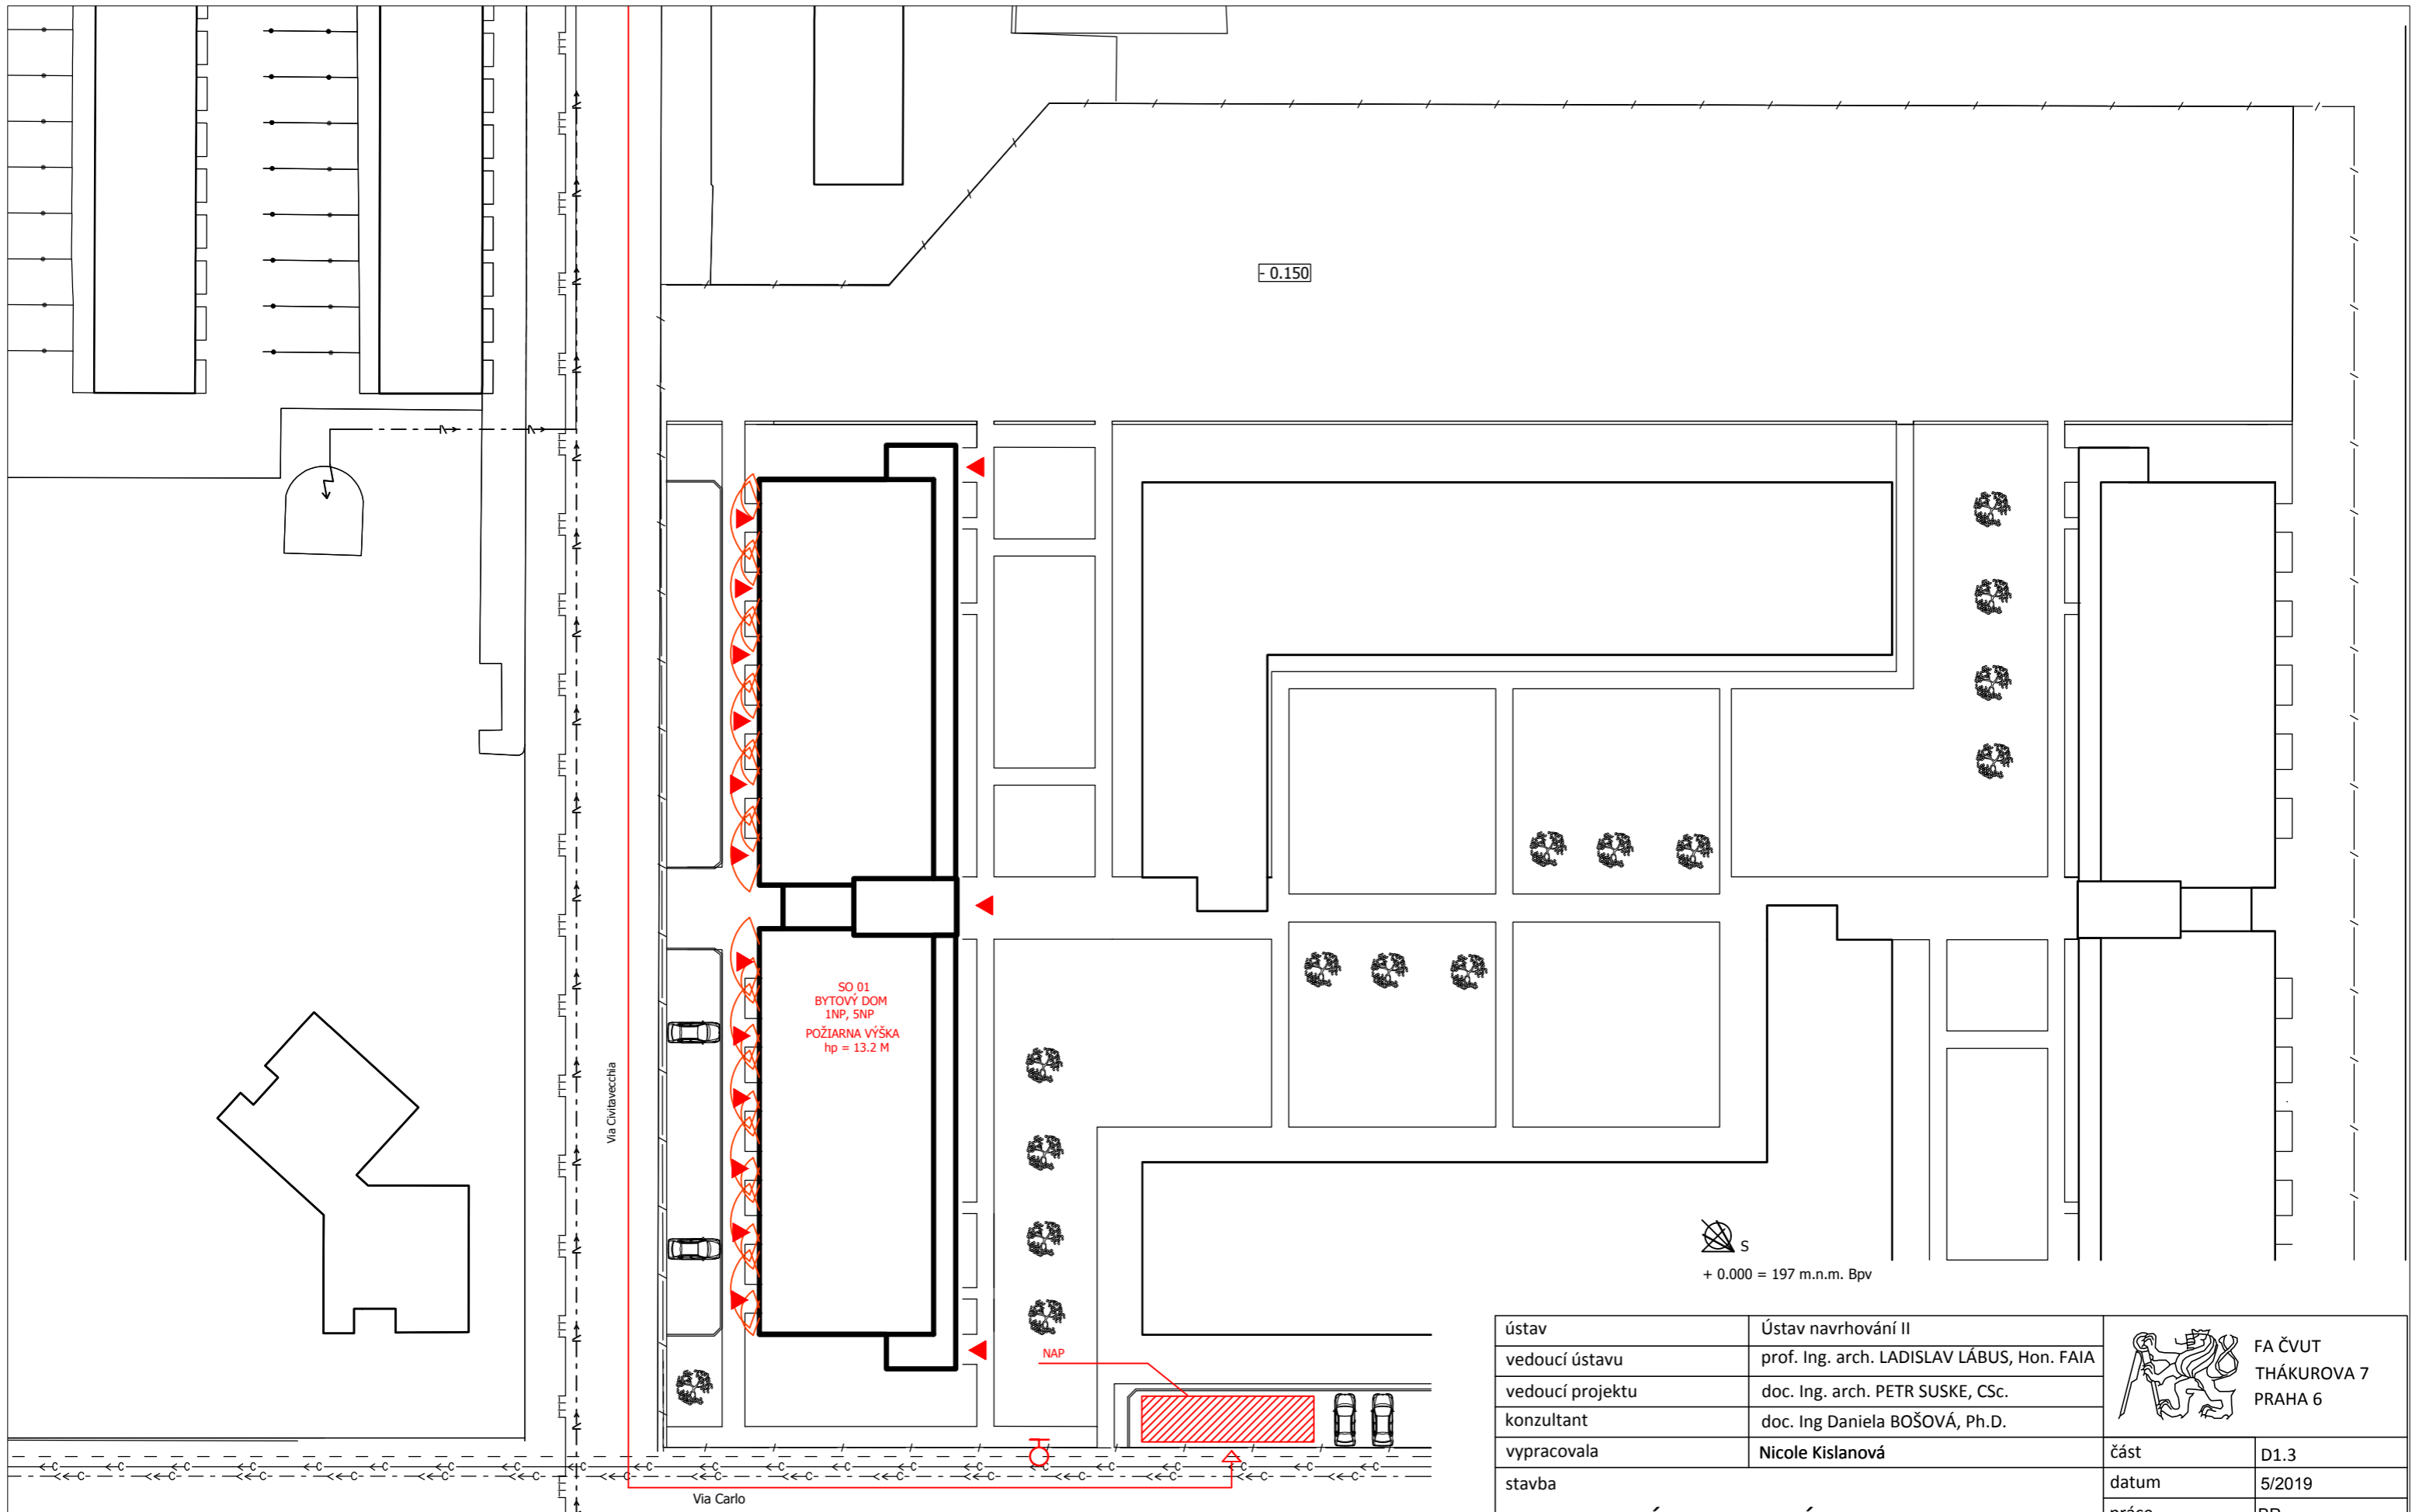 - 0.150
SO 01
BYTOVÝ DOM
1NP, 5NP
POŽIARNA VÝŠKA
hp = 13.2 M
Via Civitavecchia
NAP
Via Carlo
S
+ 0.000 = 197 m.n.m. Bpv
ústav Ústav navrhování II
vedoucí ústavu prof. Ing. arch. LADISLAV LÁBUS, Hon. FAIA
vedoucí projektu doc. Ing. arch. PETR SUSKE, CSc.
konzultant doc. Ing Daniela BOŠOVÁ, Ph.D.
vypracovala Nicole Kislanová
FA ČVUT
THÁKUROVA 7
PRAHA 6
část D1.3
stavba
datum 5/2019